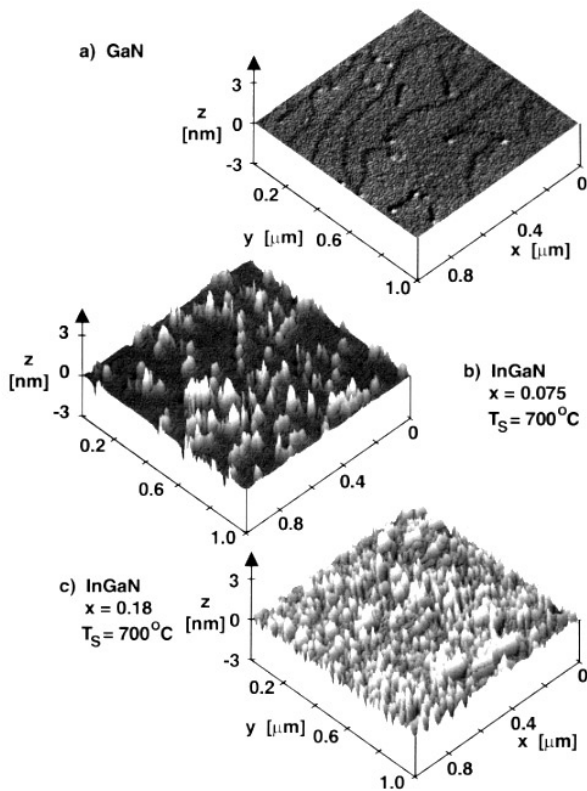 a) GaN
3
z
[nm]
0
-3
0.2
0.6
1.0
y [μm]
0
0.4
0.8
x [μm]
3
z
[nm]
0
-3
0.2
0.6
1.0
0
0.4
0.8
b) InGaN
x = 0.075
T_S = 700°C
c) InGaN
x = 0.18
T_S = 700°C
3
z
[nm]
0
-3
0.2
0.6
1.0
y [μm]
0
0.4
0.8
x [μm]